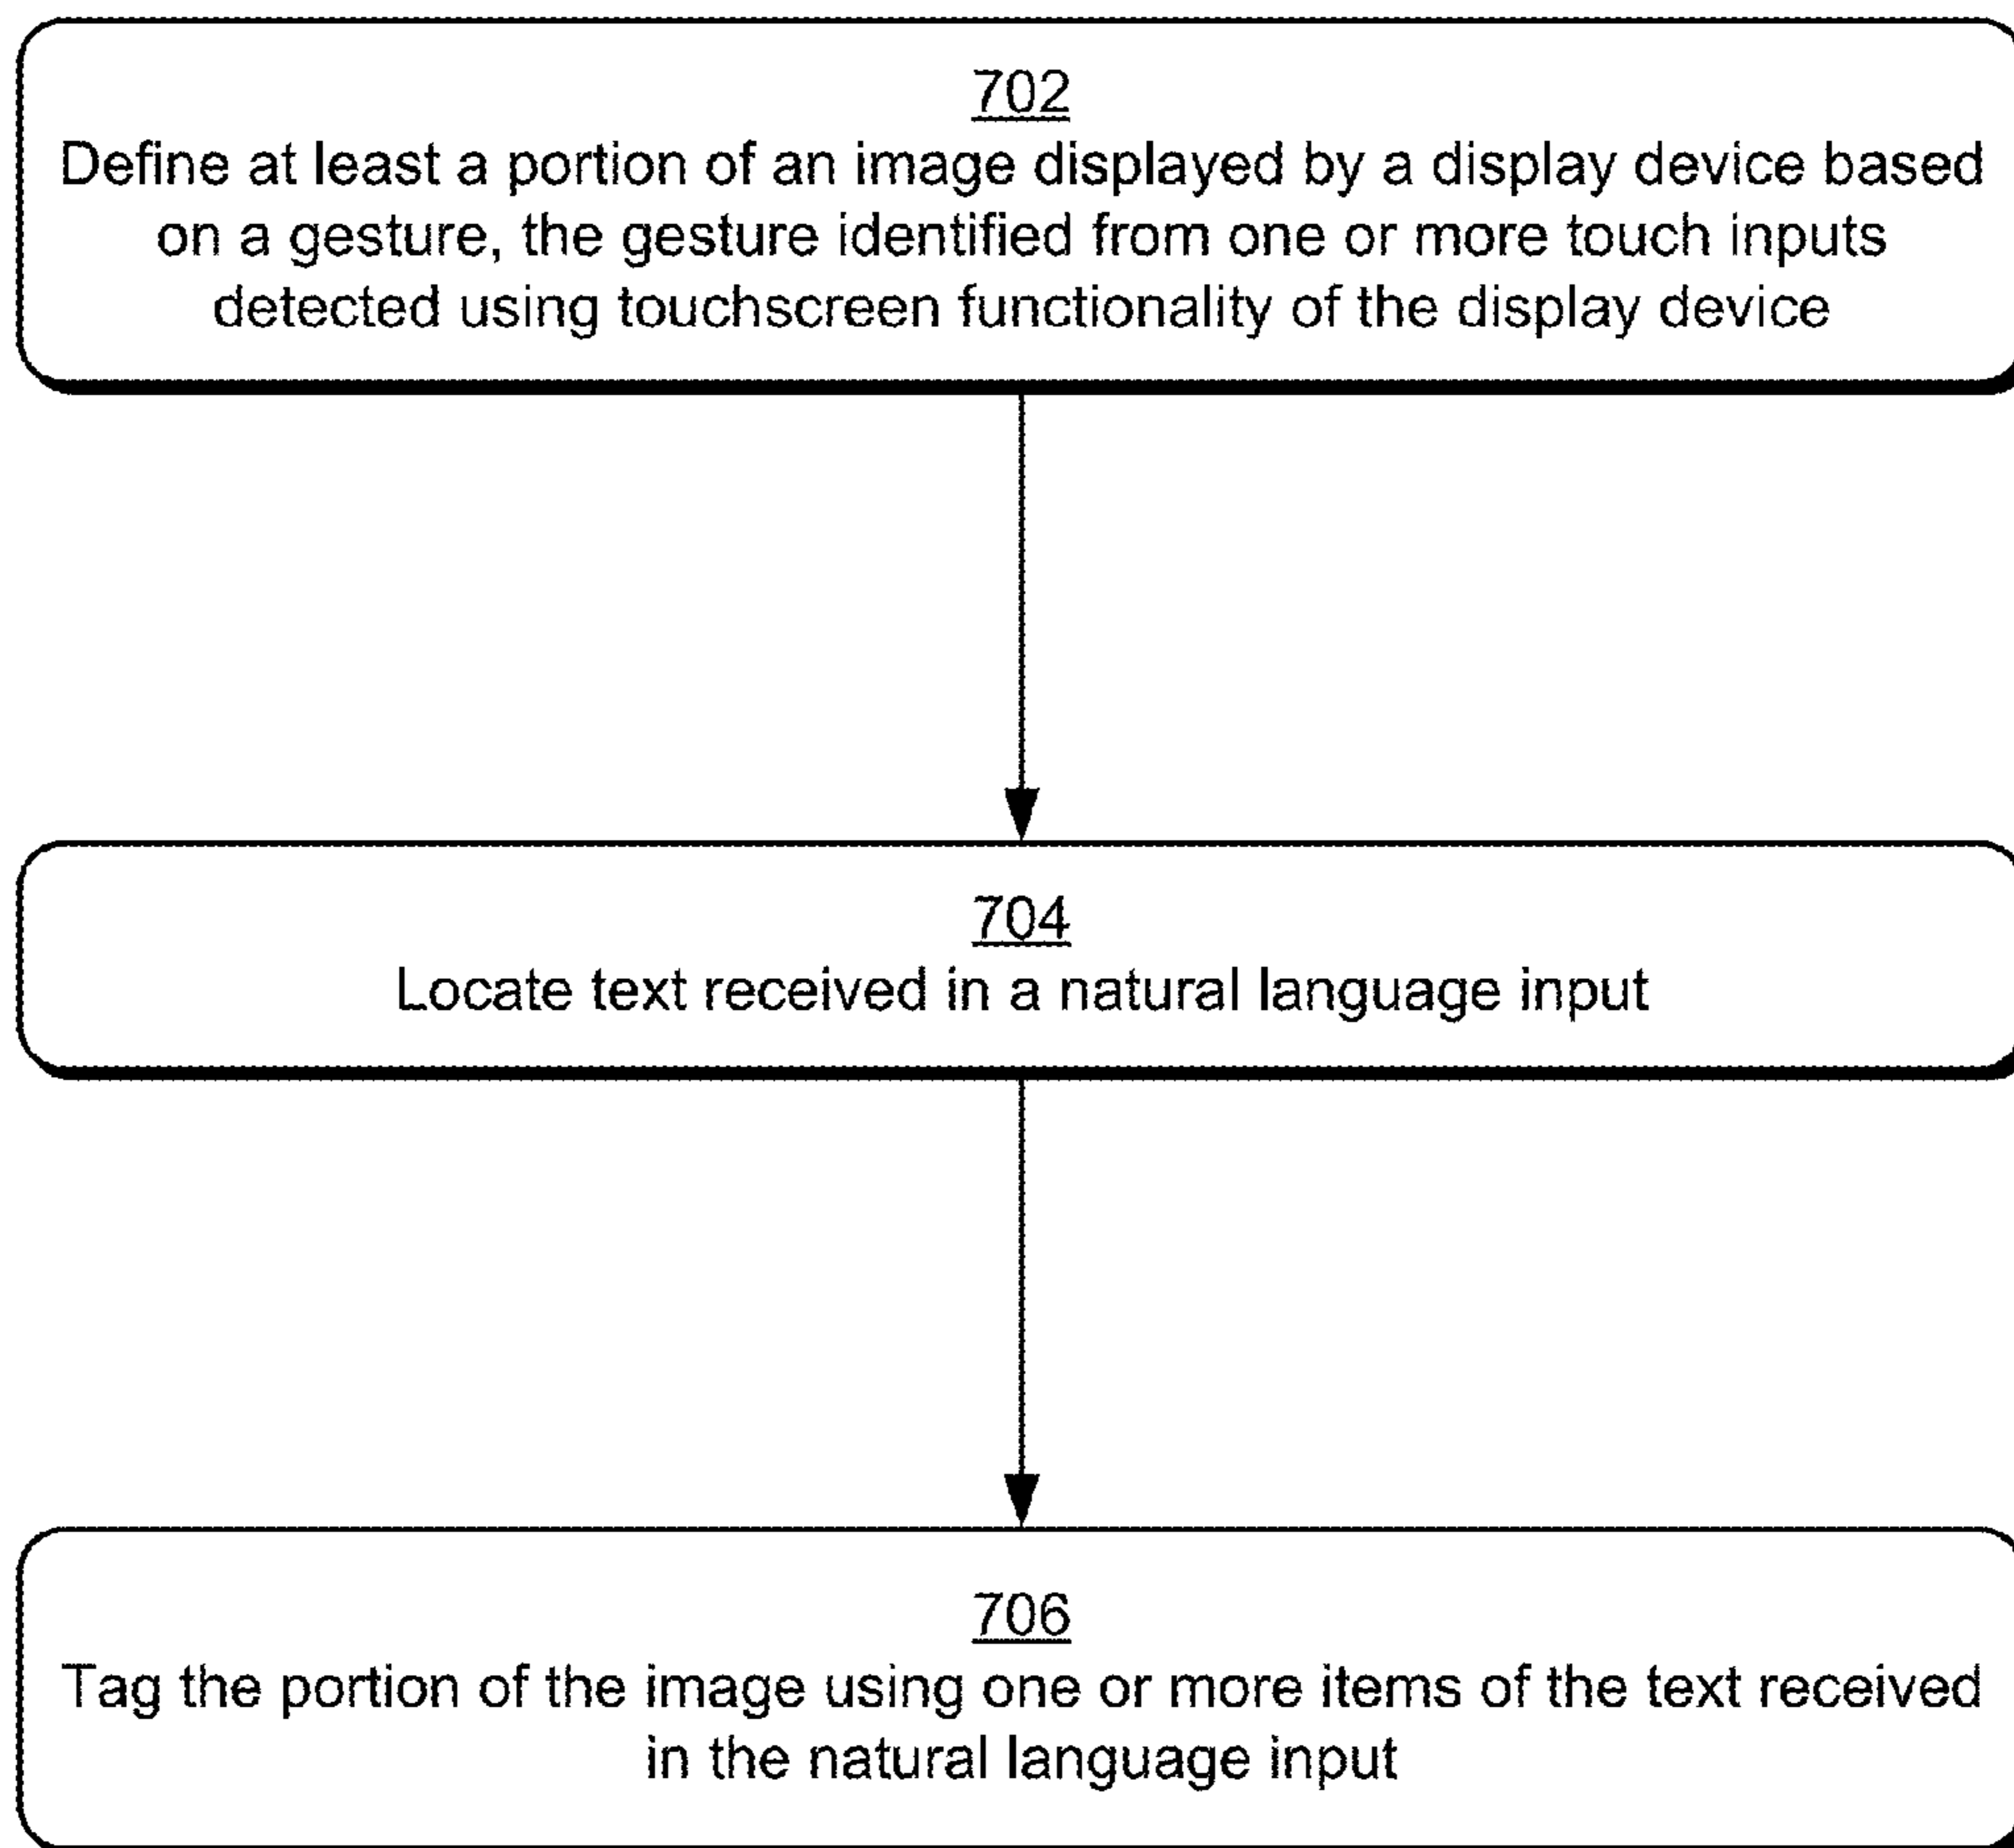 702
Define at least a portion of an image displayed by a display device based
on a gesture, the gesture identified from one or more touch inputs
detected using touchscreen functionality of the display device
704
Locate text received in a natural language input
706
Tag the portion of the image using one or more items of the text received
in the natural language input